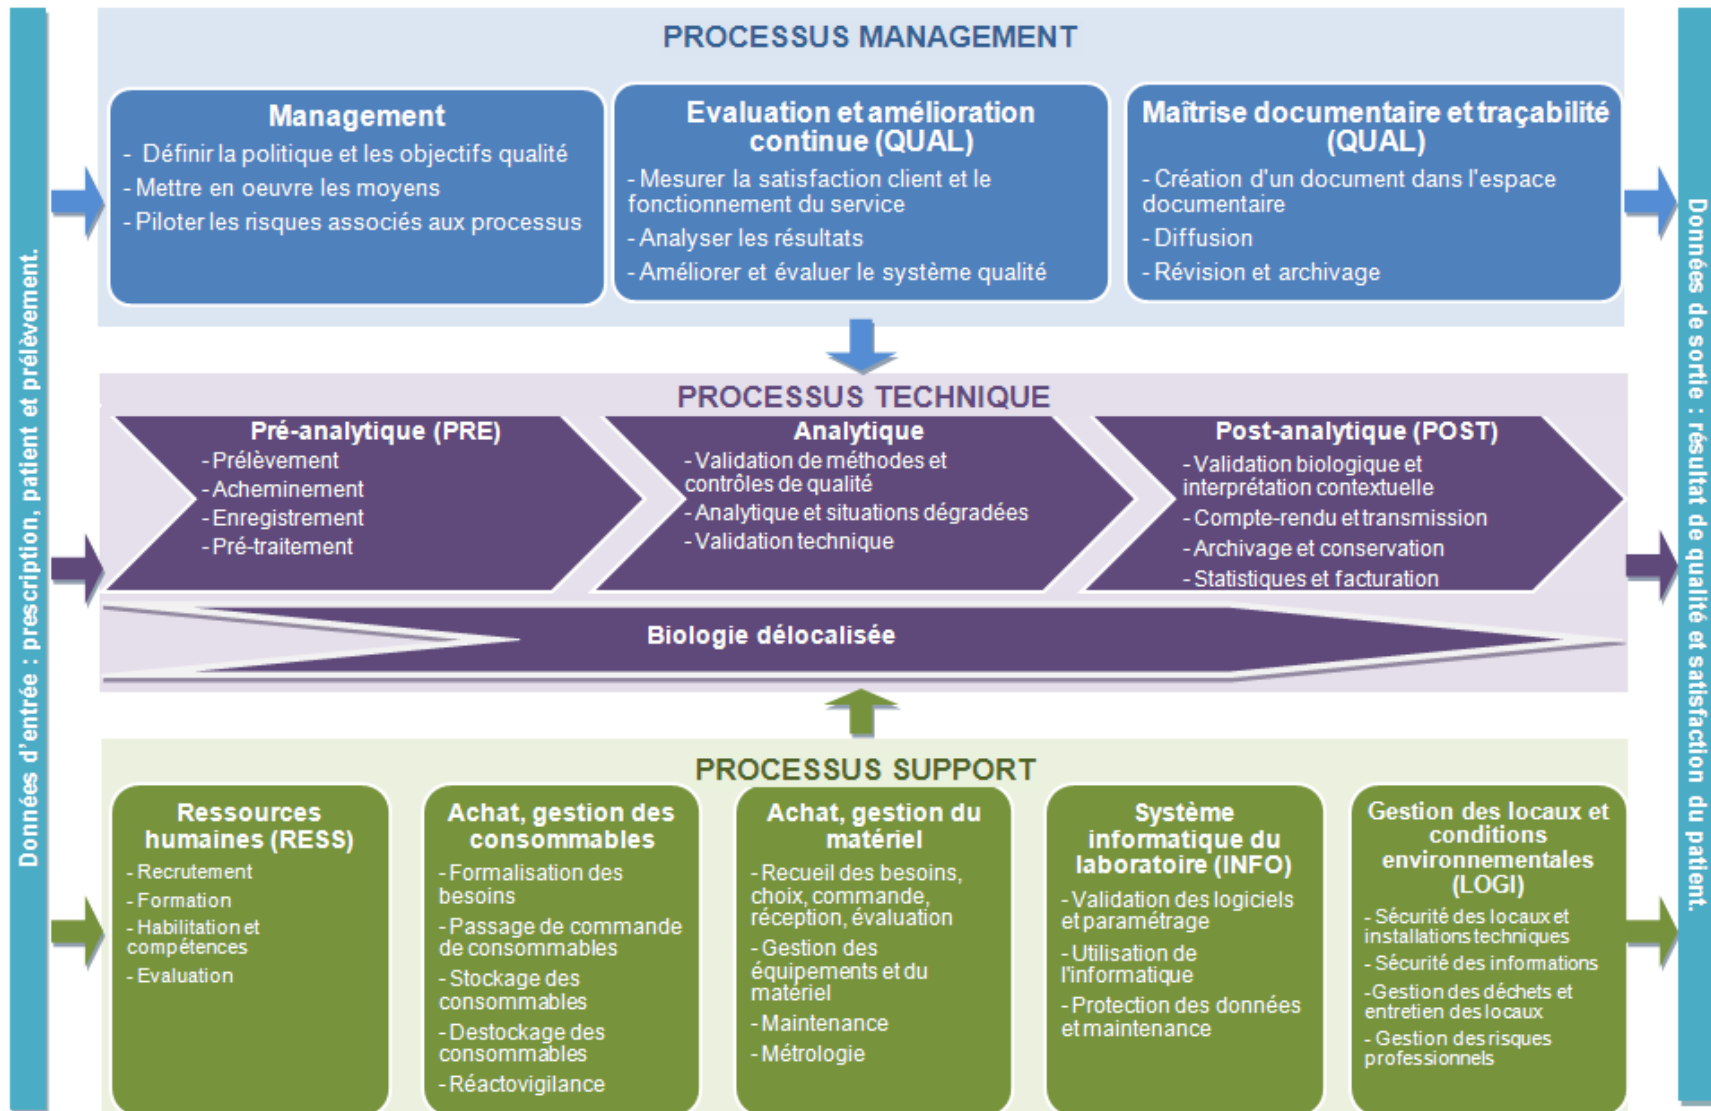 Données d'entrée : prescription, patient et prélèvement.
PROCESSUS MANAGEMENT
Management
- Définir la politique et les objectifs qualité
- Mettre en oeuvre les moyens
- Piloter les risques associés aux processus
Evaluation et amélioration
continue (QUAL)
- Mesurer la satisfaction client et le
fonctionnement du service
- Analyser les résultats
- Améliorer et évaluer le système qualité
Maîtrise documentaire et traçabilité
(QUAL)
- Création d'un document dans l'espace
documentaire
- Diffusion
- Révision et archivage
PROCESSUS TECHNIQUE
Pré-analytique (PRE)
- Prélèvement
- Acheminement
- Enregistrement
- Pré-traitement
Analytique
- Validation de méthodes et
contrôles de qualité
- Analytique et situations dégradées
- Validation technique
Post-analytique (POST)
- Validation biologique et
interprétation contextuelle
- Compte-rendu et transmission
- Archivage et conservation
- Statistiques et facturation
Biologie délocalisée
PROCESSUS SUPPORT
Ressources
humaines (RESS)
- Recrutement
- Formation
- Habilitation et
compétences
- Evaluation
Achat, gestion des
consommables
- Formalisation des
besoins
- Passage de commande
de consommables
- Stockage des
consommables
- Destockage des
consommables
- Réactovigilance
Achat, gestion du
matériel
- Recueil des besoins,
choix, commande,
réception, évaluation
- Gestion des
équipements et du
matériel
- Maintenance
- Métrologie
Système
informatique du
laboratoire (INFO)
- Validation des logiciels
et paramétrage
- Utilisation de
l'informatique
- Protection des données
et maintenance
Gestion des locaux et
conditions
environnementales
(LOGI)
- Sécurité des locaux et
installations techniques
- Sécurité des informations
-Gestion des déchets et
entretien des locaux
- Gestion des risques
professionnels
Données de sortie : résultat de qualité et satisfaction du patient.